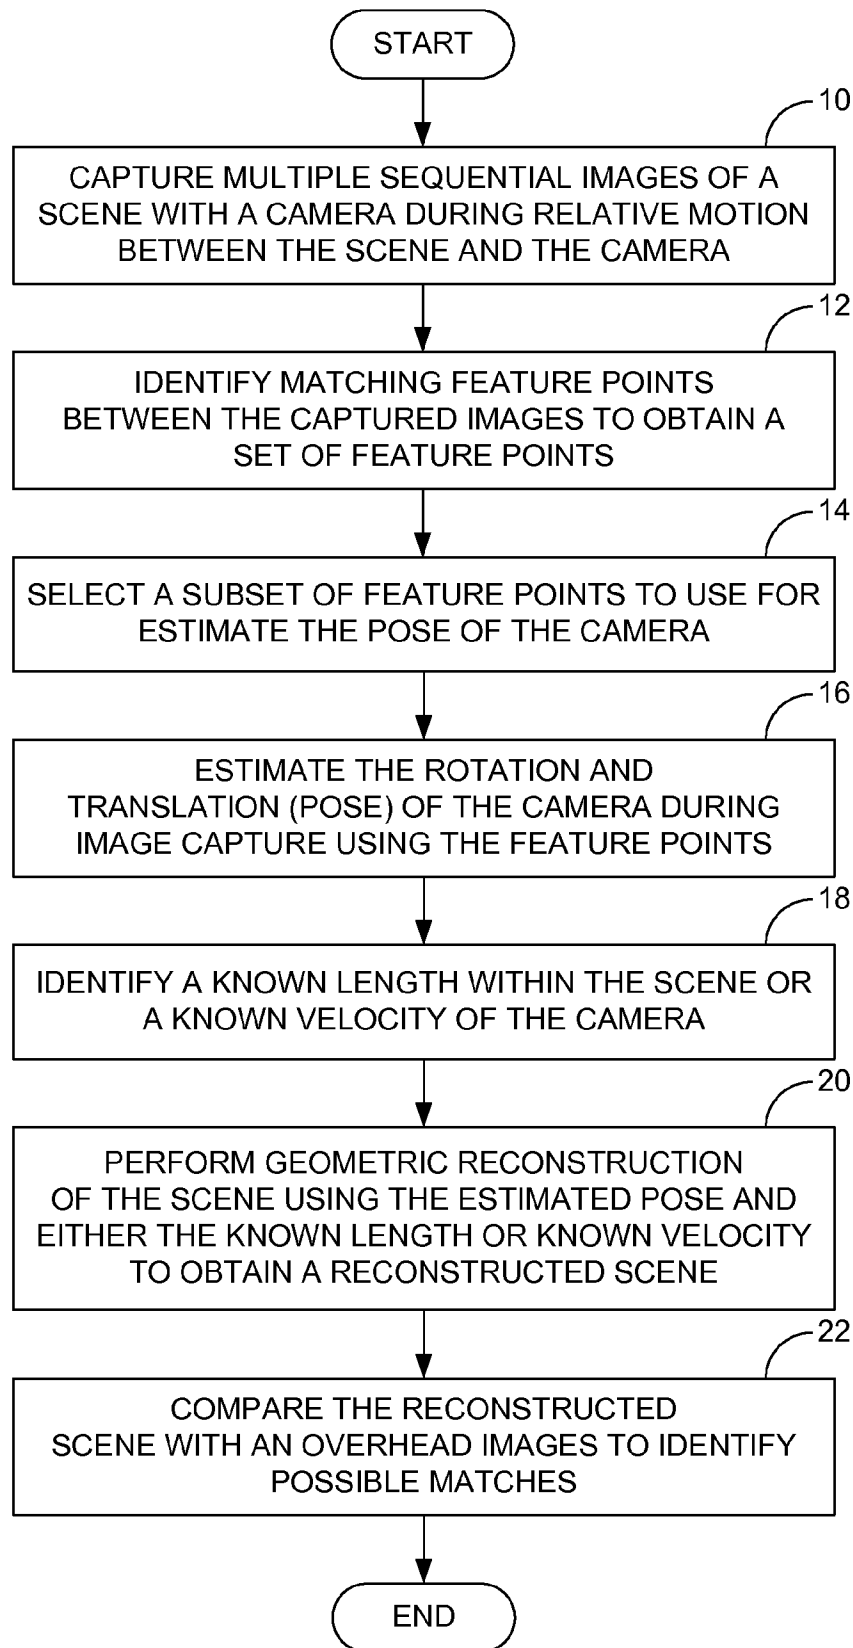 START
10
CAPTURE MULTIPLE SEQUENTIAL IMAGES OF A
SCENE WITH A CAMERA DURING RELATIVE MOTION
BETWEEN THE SCENE AND THE CAMERA
12
IDENTIFY MATCHING FEATURE POINTS
BETWEEN THE CAPTURED IMAGES TO OBTAIN A
SET OF FEATURE POINTS
14
SELECT A SUBSET OF FEATURE POINTS TO USE FOR
ESTIMATE THE POSE OF THE CAMERA
16
ESTIMATE THE ROTATION AND
TRANSLATION (POSE) OF THE CAMERA DURING
IMAGE CAPTURE USING THE FEATURE POINTS
18
IDENTIFY A KNOWN LENGTH WITHIN THE SCENE OR
A KNOWN VELOCITY OF THE CAMERA
20
PERFORM GEOMETRIC RECONSTRUCTION
OF THE SCENE USING THE ESTIMATED POSE AND
EITHER THE KNOWN LENGTH OR KNOWN VELOCITY
TO OBTAIN A RECONSTRUCTED SCENE
22
COMPARE THE RECONSTRUCTED
SCENE WITH AN OVERHEAD IMAGES TO IDENTIFY
POSSIBLE MATCHES
END